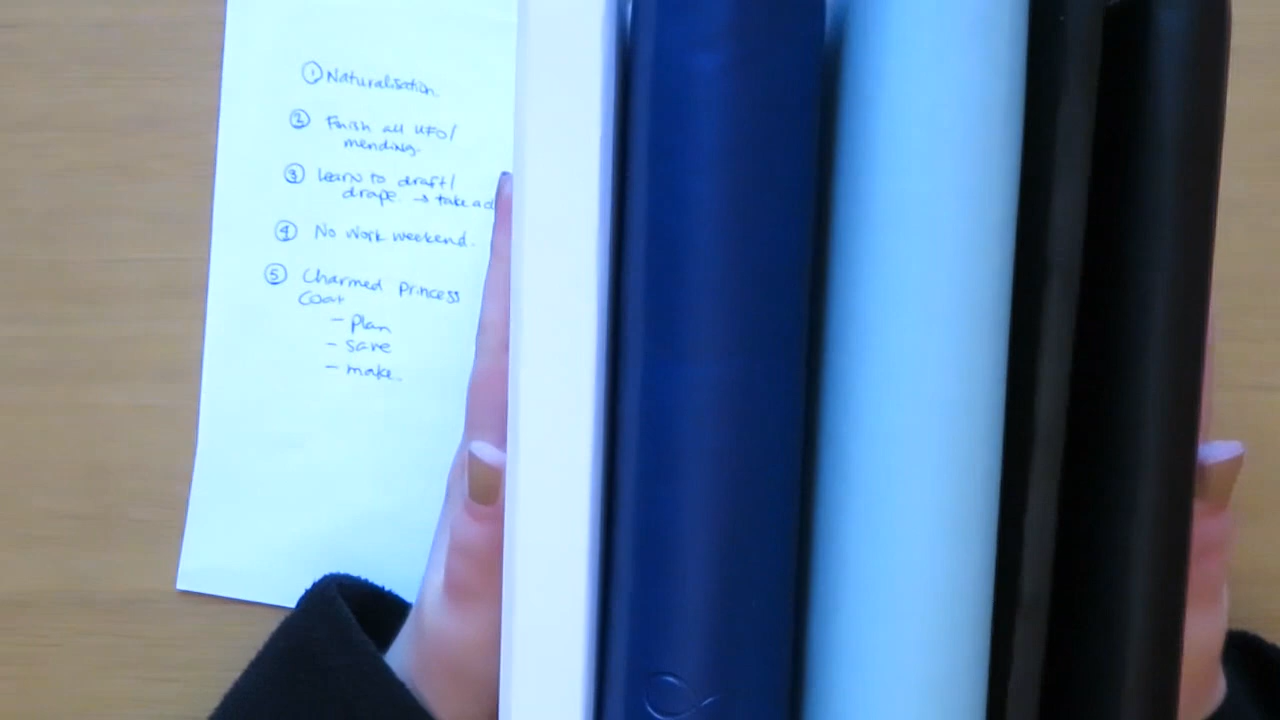 ① Naturalisation.
② Finish all UFO/
mending.
③ Learn to draft/
drape. → take a
④ No work weekend.
⑤ Charmed Princess
Coat
- plan
- save
- make.